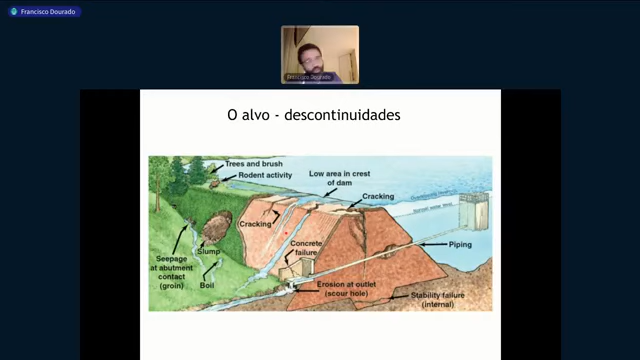 Francisco Dourado
Francisco Dourado
O alvo - descontinuidades
Trees and brush
Rodent activity
Low area in crest
of dam
Cracking
Cracking
Concrete
failure
Slump
Seepage
at abutment
contact
(groin)
Boil
Piping
Erosion at outlet
(scour hole)
Stability failure
(internal)